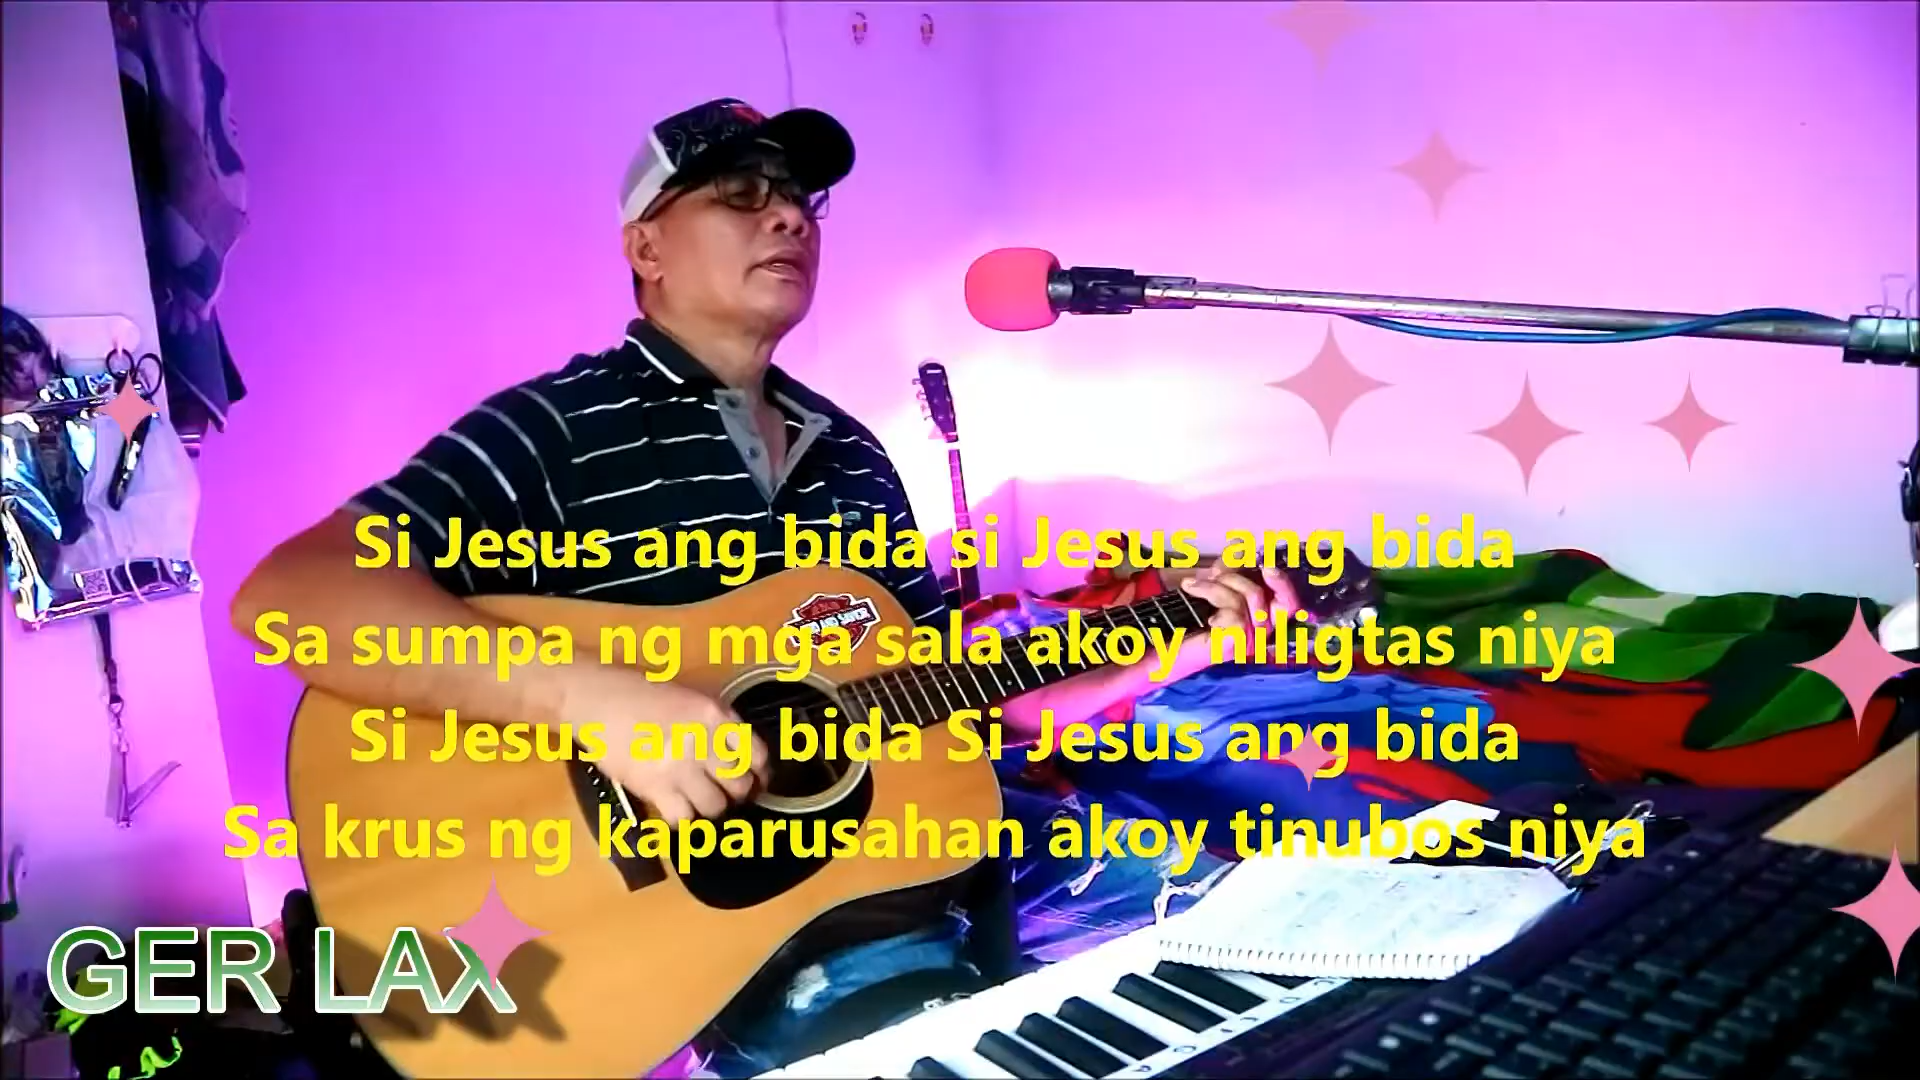 Si Jesus ang bida si Jesus ang bida
Sa sumpa ng mga sala akoy niligtas niya
Si Jesus ang bida Si Jesus ang bida
Sa krus ng kaparusahan akoy tinubos niya
GER LAX